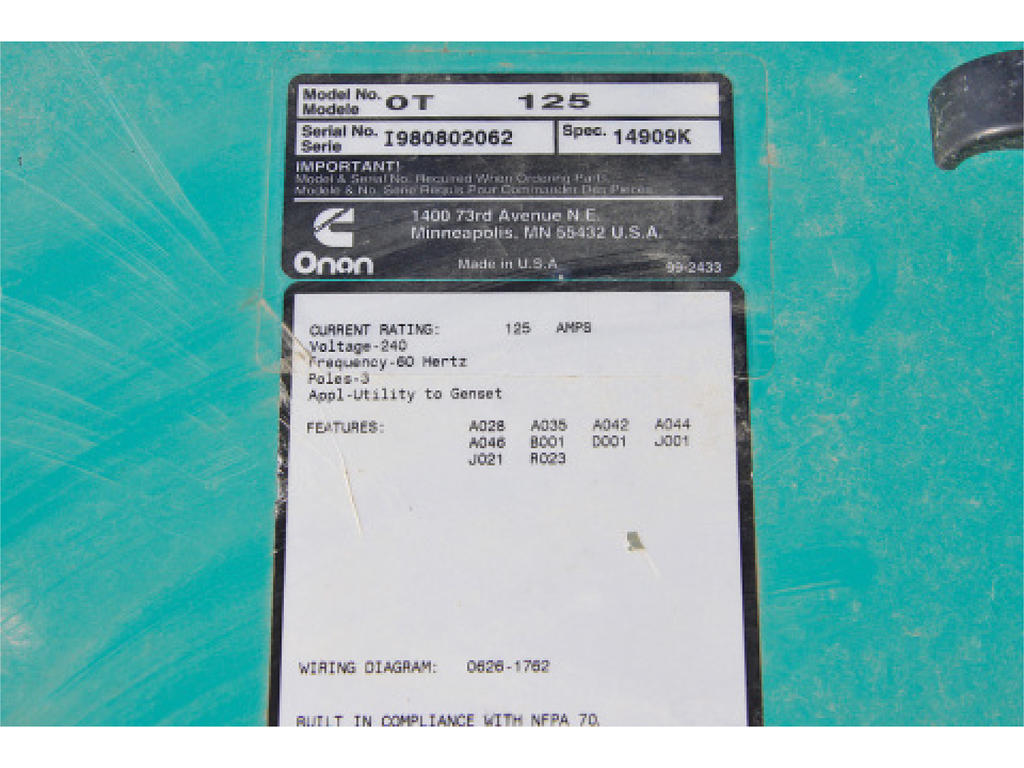 Model No.
Modele
OT 125
Serial No.
Serie
I980802062
Spec. 14909K
IMPORTANT!
Model & Serial No. Required When Ordering Parts.
Modele & No. Serie Requis Pour Commander Des Pieces.
1400 73rd Avenue N.E.
Minneapolis, MN 55432 U.S.A.
Onan
Made in U.S.A.
99-2433
CURRENT RATING: 125 AMPS
Voltage-240
Frequency-60 Hertz
Poles-3
Appl-Utility to Genset
FEATURES: A028 A035 A042 A044
A046 B001 D001 J001
J021 R023
WIRING DIAGRAM: 0626-1762
BUILT IN COMPLIANCE WITH NFPA 70,